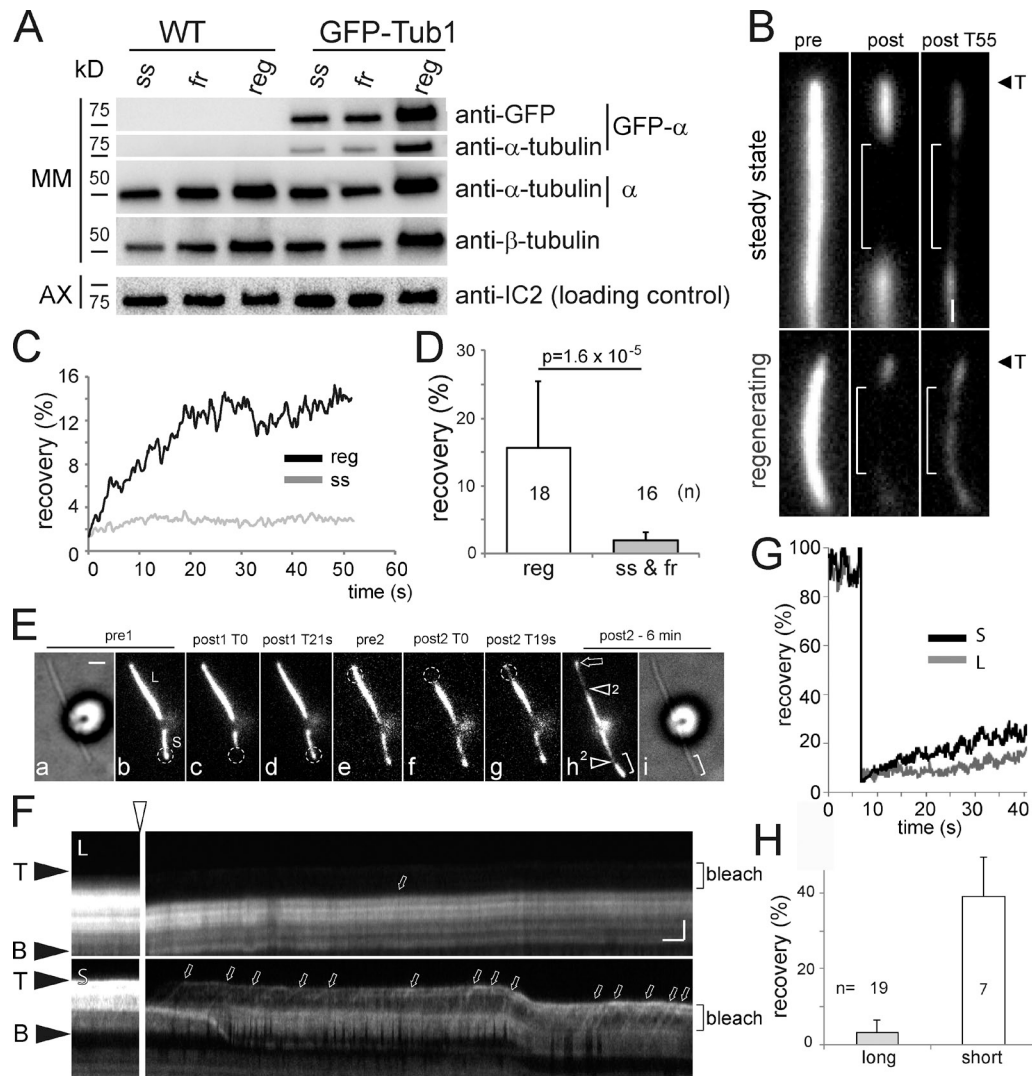 A
WT
GFP-Tub1
kD
ss
fr
reg
ss
fr
reg
75
anti-GFP
75
anti-α-tubulin
GFP-α
MM
50
anti-α-tubulin
α
50
anti-β-tubulin
AX
75
anti-IC2 (loading control)
B
pre
post
post T55
T
steady state
T
regenerating
C
16
12
8
4
0
recovery (%)
reg
ss
0
10
20
30
40
50
60
time (s)
D
30
20
10
0
recovery (%)
p=1.6 x 10-5
18
16
(n)
reg
ss & fr
E
pre1
post1 T0
post1 T21s
pre2
post2 T0
post2 T19s
post2 - 6 min
L
S
2
2
a
b
c
d
e
f
g
h
i
F
L
T
B
bleach
S
T
B
bleach
G
100
80
60
40
20
0
recovery (%)
S
L
0
10
20
30
40
time (s)
H
40
20
0
recovery (%)
n= 19
7
long
short